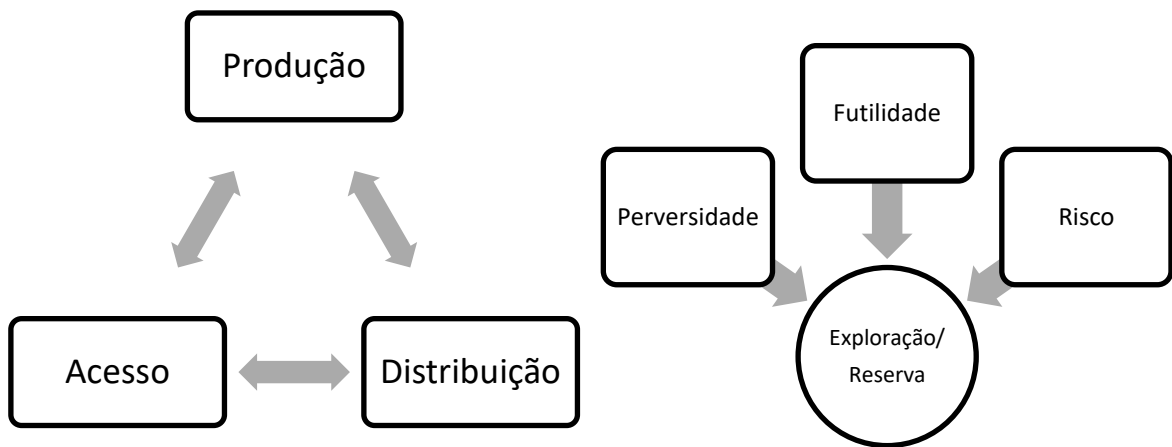 Produção
Acesso
Distribuição
Futilidade
Perversidade
Risco
Exploração/
Reserva